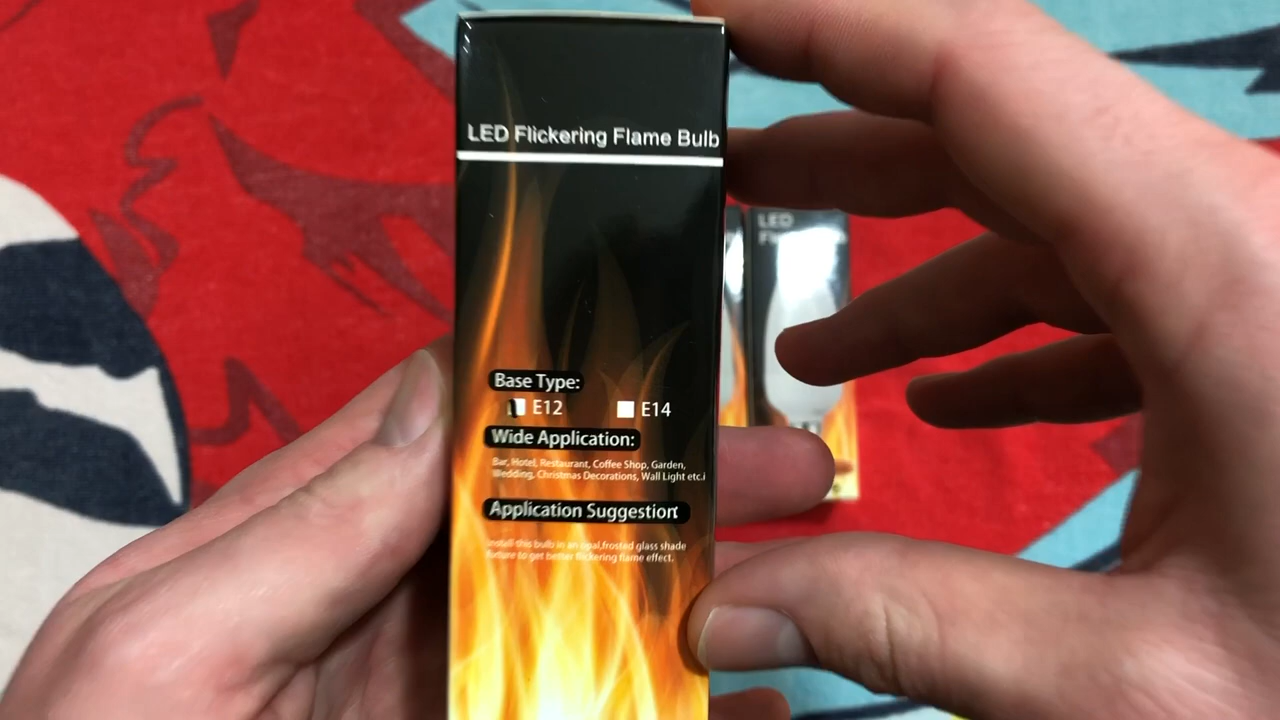 LED Flickering Flame Bulb
Base Type:
E12 E14
Wide Application:
Bar, Hotel, Restaurant, Coffee Shop, Garden,
Wedding, Christmas Decorations, Wall Light etc.i
Application Suggestion:
Install this bulb in an opal,frosted glass shade
fixture to get better flickering flame effect.
LED